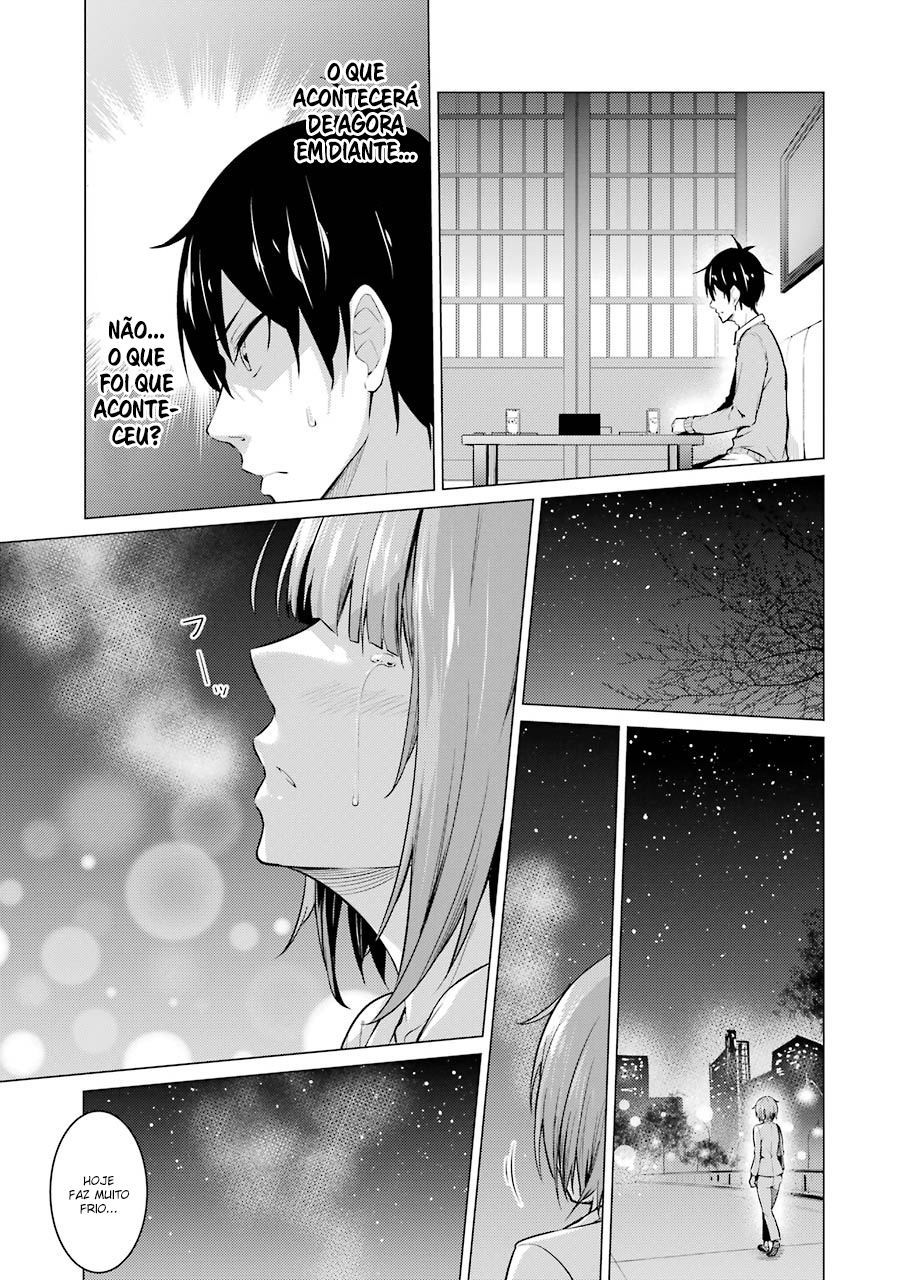 O QUE
ACONTECERÁ
DE AGORA
EM DIANTE...
NÃO...
O QUE
FOI QUE
ACONTE-
CEU?
フーッ
HOJE
FAZ MUITO
FRIO...